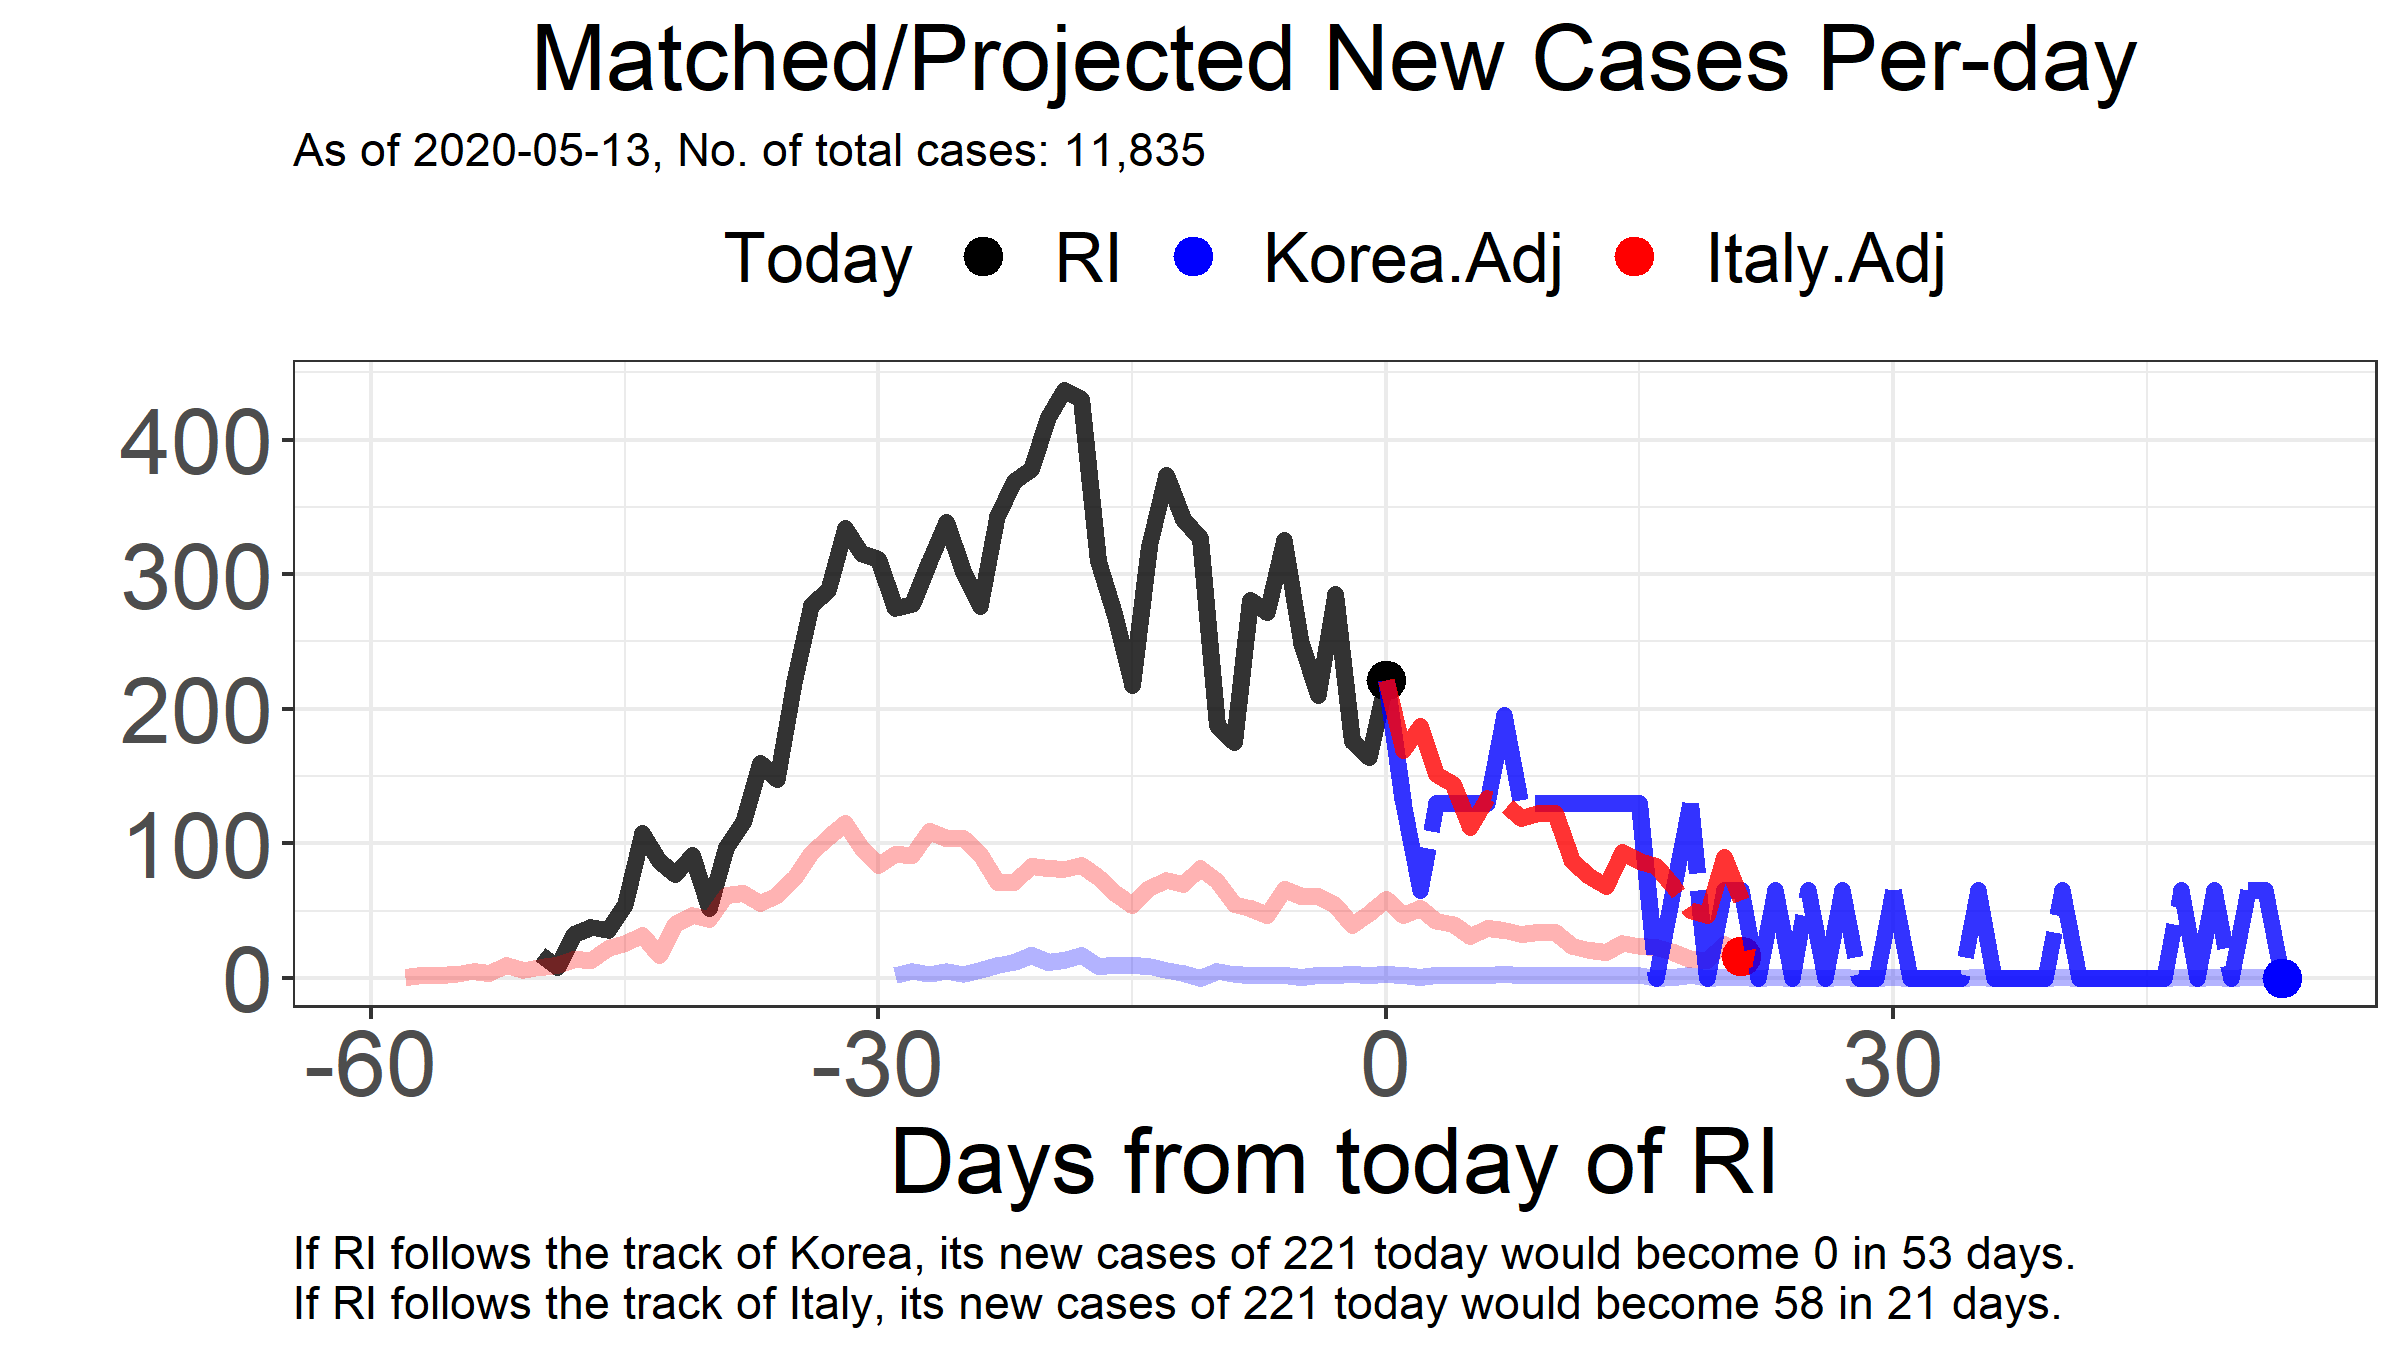 Matched/Projected New Cases Per-day
As of 2020-05-13, No. of total cases: 11,835
Today RI Korea.Adj Italy.Adj
400
300
200
100
0
-60 -30 0 30
Days from today of RI
If RI follows the track of Korea, its new cases of 221 today would become 0 in 53 days.
If RI follows the track of Italy, its new cases of 221 today would become 58 in 21 days.